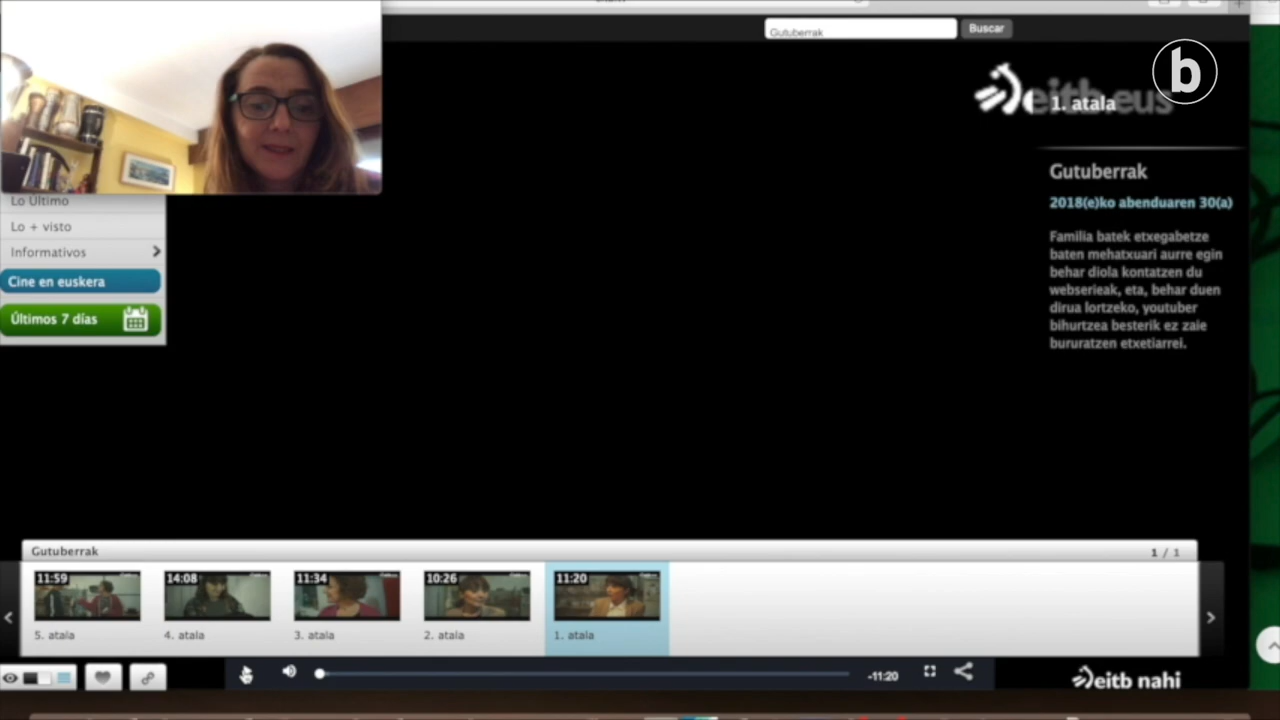 Gutuberrak
Buscar
b
eitb.eus
1. atala
Gutuberrak
2018(e)ko abenduaren 30(a)
Familia batek etxegabetze
baten mehatxuari aurre egin
behar diola kontatzen du
webserieak, eta, behar duen
dirua lortzeko, youtuber
bihurtzea besterik ez zaie
bururatzen etxetiarrei.
Lo Último
Lo + visto
Informativos
Cine en euskera
Últimos 7 días
Gutuberrak
1 / 1
11:59
14:08
11:34
10:26
11:20
5. atala
4. atala
3. atala
2. atala
1. atala
-11:20
eitb nahi